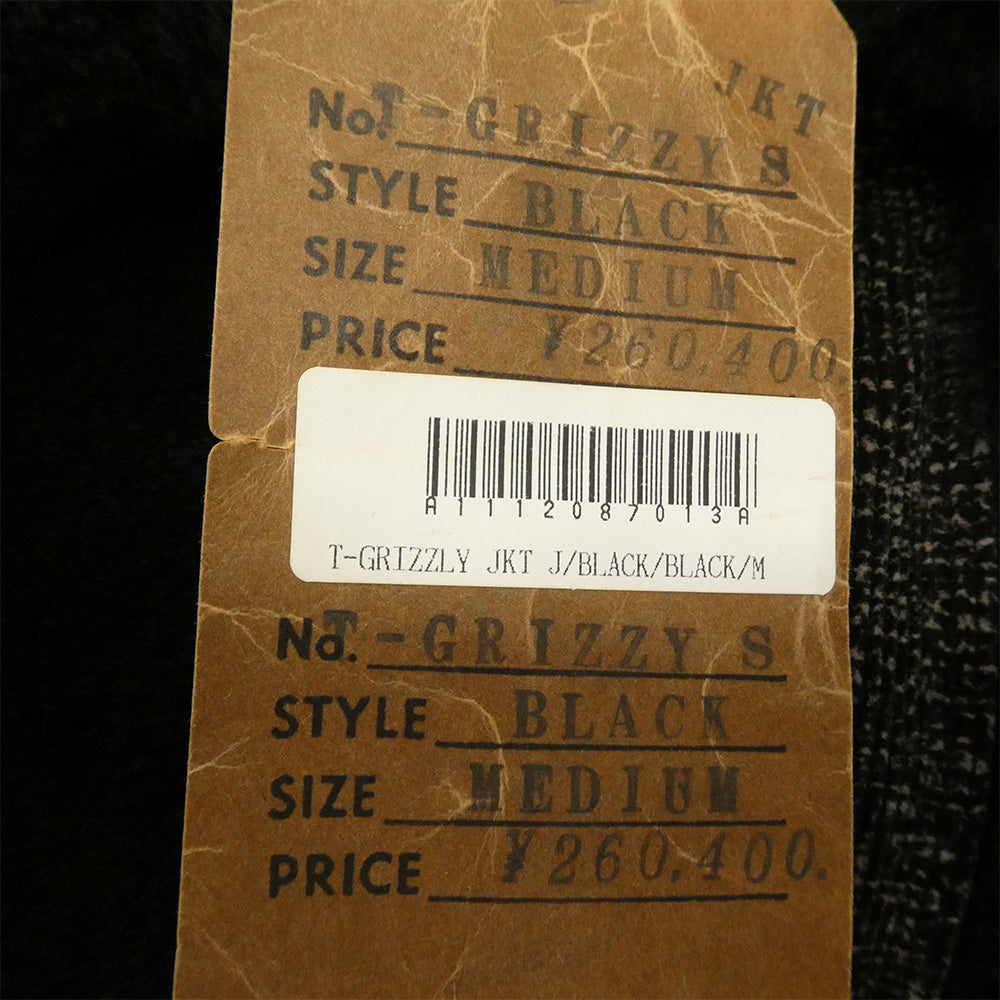 JKT
No. T-GRIZZY S
STYLE BLACK
SIZE MEDIUM
PRICE ¥260.400.
A1112087013A
T-GRIZZLY JKT J/BLACK/BLACK/M
No. T-GRIZZY S
STYLE BLACK
SIZE MEDIUM
PRICE ¥260.400.